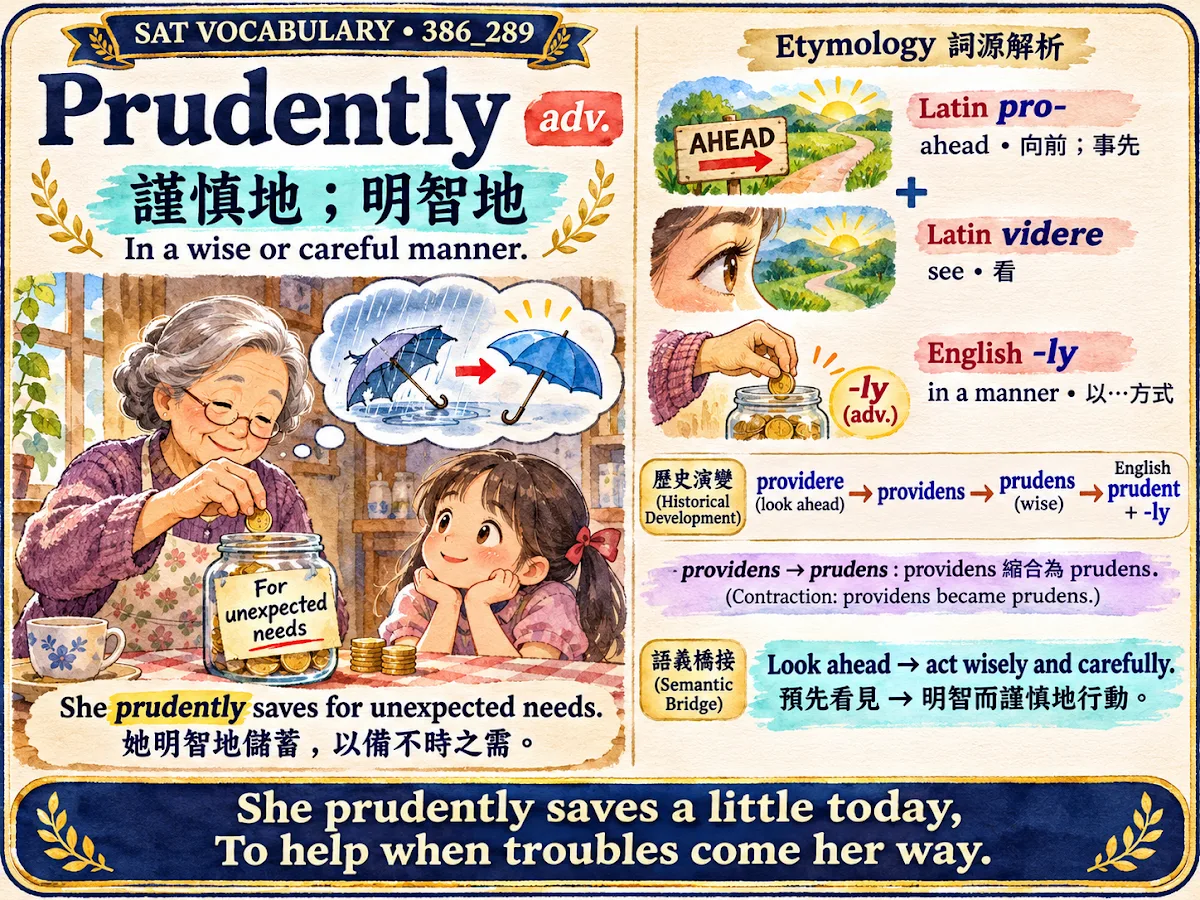 SAT VOCABULARY • 386_289
Prudently adv.
謹慎地；明智地
In a wise or careful manner.
For
unexpected
needs
She prudently saves for unexpected needs.
她明智地儲蓄，以備不時之需。
Etymology 詞源解析
AHEAD
Latin pro-
ahead • 向前；事先
+
Latin videre
see • 看
-ly
(adv.)
English -ly
in a manner • 以…方式
歷史演變
(Historical
Development)
providere
(look ahead)
→ providens →
prudens
(wise)
→
English
prudent
+ -ly
· providens → prudens : providens 縮合為 prudens.
(Contraction: providens became prudens.)
語義橋接
(Semantic
Bridge)
Look ahead → act wisely and carefully.
預先看見 → 明智而謹慎地行動。
She prudently saves a little today,
To help when troubles come her way.